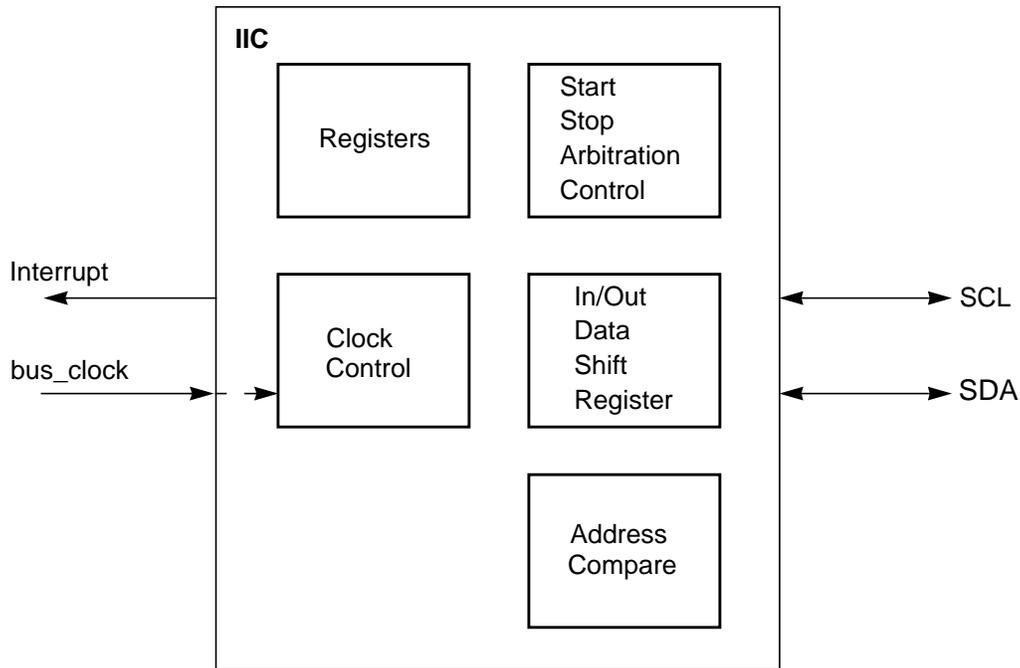 IIC
Registers
Start
Stop
Arbitration
Control
Interrupt
bus_clock
Clock
Control
In/Out
Data
Shift
Register
SCL
SDA
Address
Compare